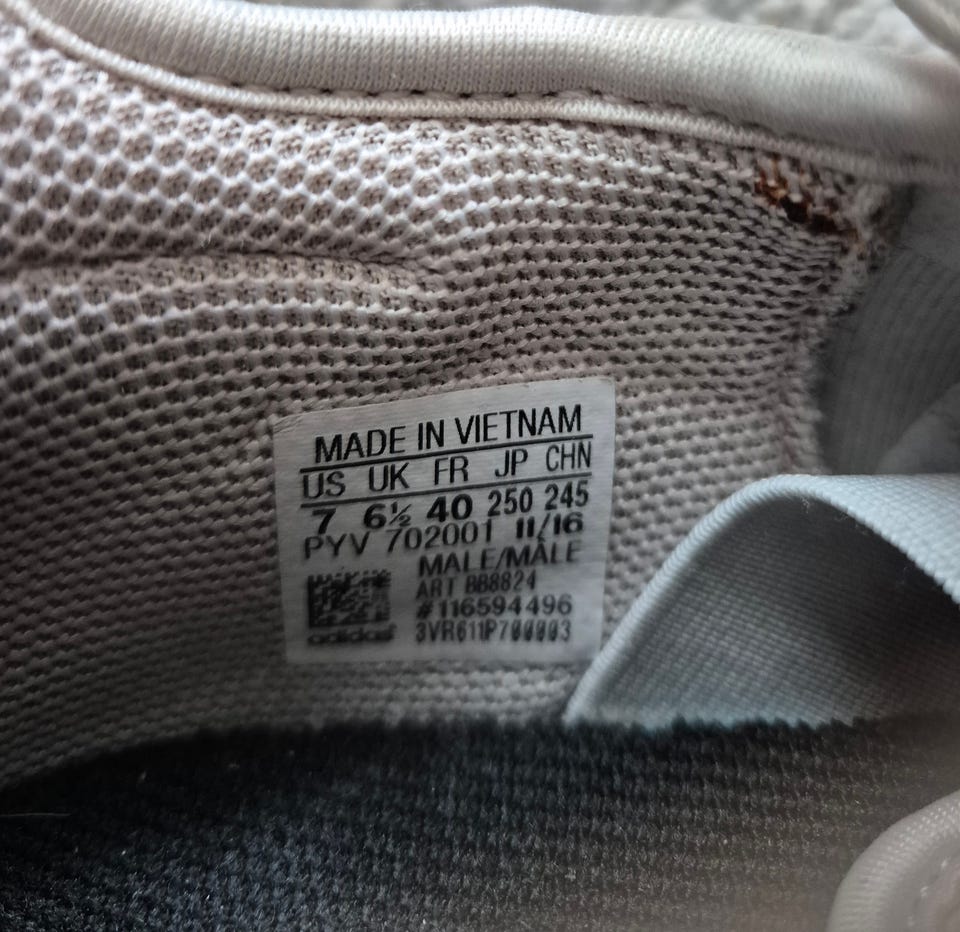 MADE IN VIETNAM
US UK FR JP CHN
7 6½ 40 250 245
PYV 702001 11/16
MALE/MÂLE
ART BB8824
#116594496
adidas 3VR611P700003